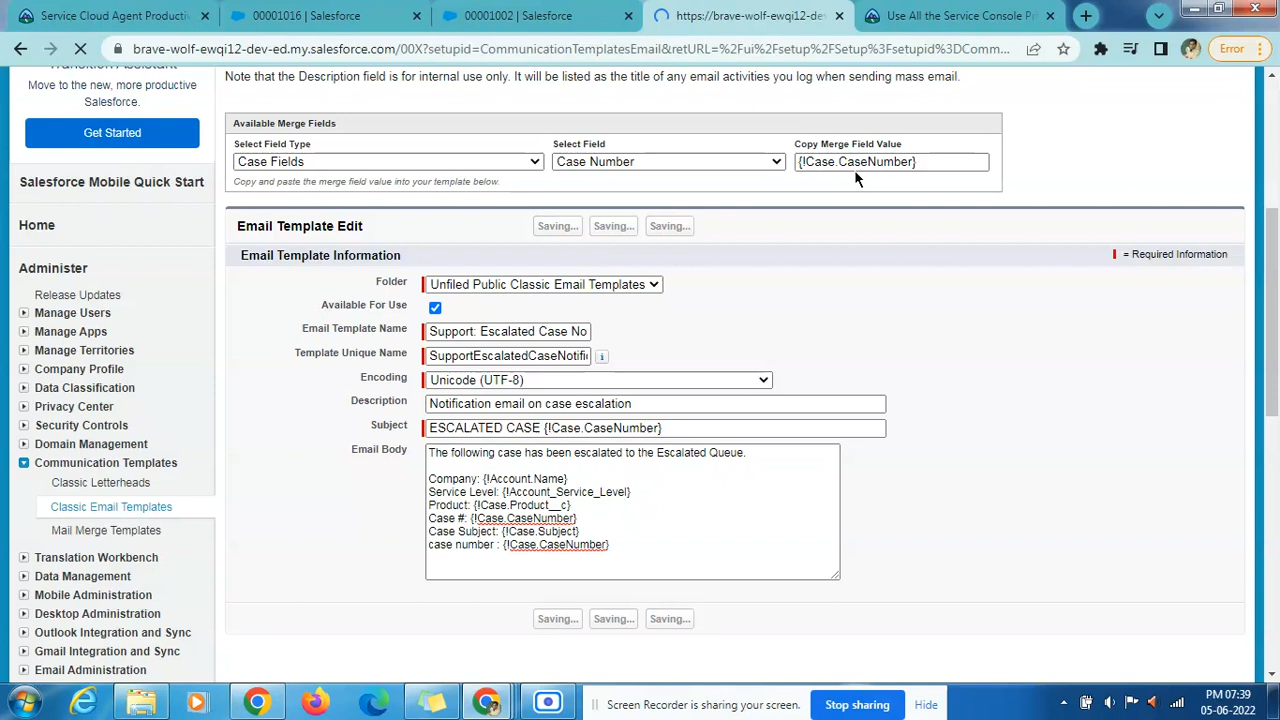 Service Cloud Agent Productiv
00001016 | Salesforce
00001002 | Salesforce
https://brave-wolf-ewqi12-dev-
Use All the Service Console Pr
brave-wolf-ewqi12-dev-ed.my.salesforce.com/00X?setupid=CommunicationTemplatesEmail&retURL=%2Fui%2Fsetup%2FSetup%3Fsetupid%3DComm...
Error
Transition Assistant
Move to the new, more productive
Salesforce.
Get Started
Salesforce Mobile Quick Start
Home
Administer
Release Updates
Manage Users
Manage Apps
Manage Territories
Company Profile
Data Classification
Privacy Center
Security Controls
Domain Management
Communication Templates
Classic Letterheads
Classic Email Templates
Mail Merge Templates
Translation Workbench
Data Management
Mobile Administration
Desktop Administration
Outlook Integration and Sync
Gmail Integration and Sync
Email Administration
Note that the Description field is for internal use only. It will be listed as the title of any email activities you log when sending mass email.
Available Merge Fields
Select Field Type Select Field Copy Merge Field Value
Case Fields Case Number {!Case.CaseNumber}
Copy and paste the merge field value into your template below.
Email Template Edit Saving... Saving... Saving...
Email Template Information = Required Information
Folder Unfiled Public Classic Email Templates
Available For Use
Email Template Name Support: Escalated Case No
Template Unique Name SupportEscalatedCaseNotifi i
Encoding Unicode (UTF-8)
Description Notification email on case escalation
Subject ESCALATED CASE {!Case.CaseNumber}
Email Body The following case has been escalated to the Escalated Queue.
Company: {!Account.Name}
Service Level: {!Account_Service_Level}
Product: {!Case.Product__c}
Case #: {!Case.CaseNumber}
Case Subject: {!Case.Subject}
case number : {!Case.CaseNumber}
Saving... Saving... Saving...
Screen Recorder is sharing your screen. Stop sharing Hide
PM 07:39
05-06-2022